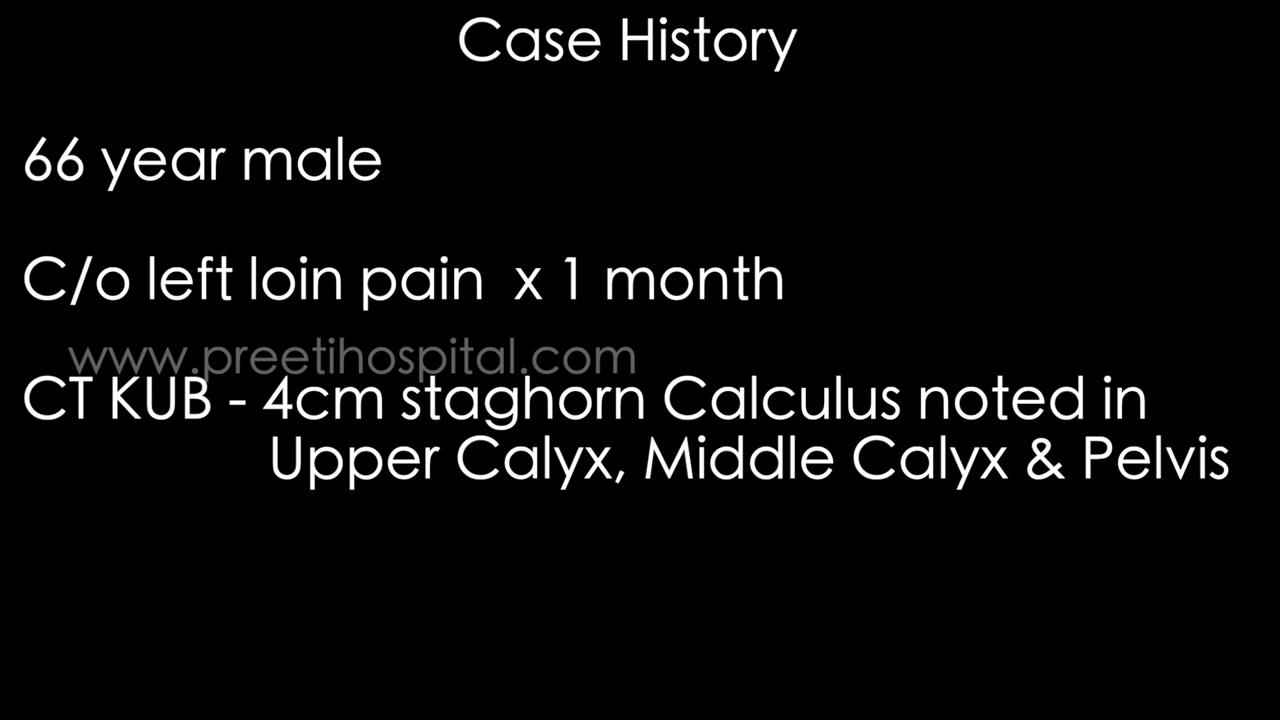 Case History
66 year male
C/o left loin pain x 1 month
www.preetihospital.com
CT KUB - 4cm staghorn Calculus noted in
Upper Calyx, Middle Calyx & Pelvis